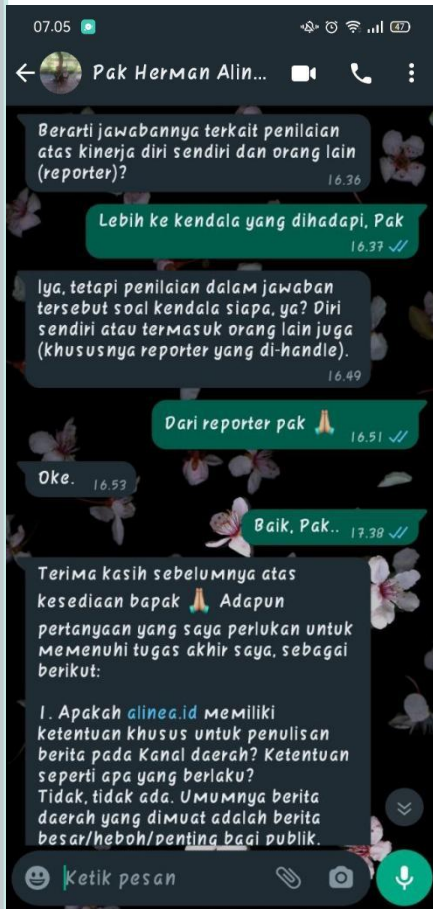 07.05
47
Pak Herman Alin...
Berarti jawabannya terkait penilaian
atas kinerja diri sendiri dan orang lain
(reporter)?
16.36
Lebih ke kendala yang dihadapi, Pak
16.37
Iya, tetapi penilaian dalam jawaban
tersebut soal kendala siapa, ya? Diri
sendiri atau termasuk orang lain juga
(khususnya reporter yang di-handle).
16.49
Dari reporter pak 🙏
16.51
Oke.
16.53
Baik, Pak..
17.38
Terima kasih sebelumnya atas
kesediaan bapak 🙏 Adapun
pertanyaan yang saya perlukan untuk
memenuhi tugas akhir saya, sebagai
berikut:
1. Apakah alinea.id memiliki
ketentuan khusus untuk penulisan
berita pada Kanal daerah? Ketentuan
seperti apa yang berlaku?
Tidak, tidak ada. Umumnya berita
daerah yang dimuat adalah berita
besar/heboh/penting bagi publik.
Ketik pesan